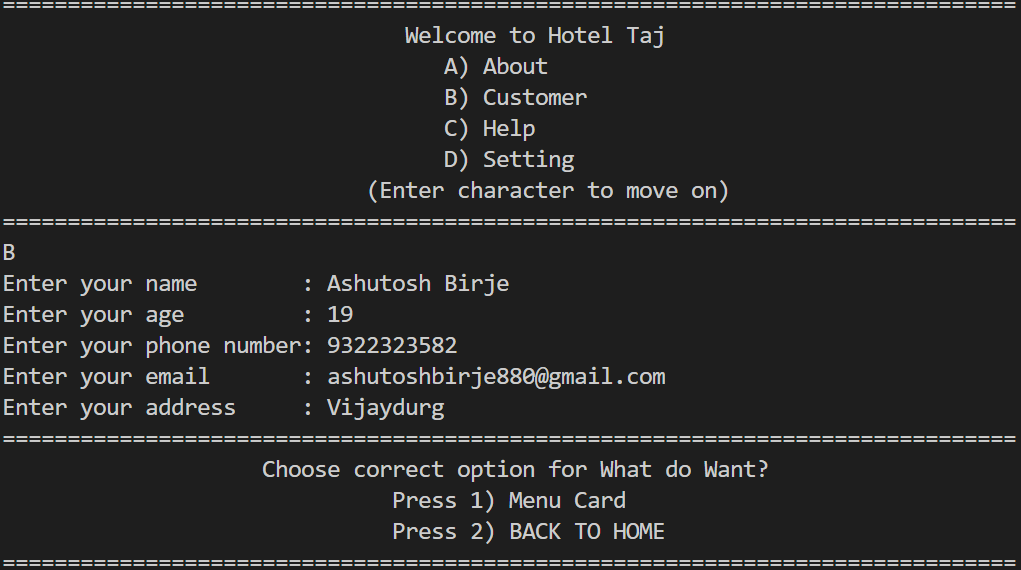 ==============================================================================
Welcome to Hotel Taj
A) About
B) Customer
C) Help
D) Setting
(Enter character to move on)
==============================================================================
B
Enter your name        : Ashutosh Birje
Enter your age         : 19
Enter your phone number: 9322323582
Enter your email       : ashutoshbirje880@gmail.com
Enter your address     : Vijaydurg
==============================================================================
Choose correct option for What do Want?
Press 1) Menu Card
Press 2) BACK TO HOME
==============================================================================